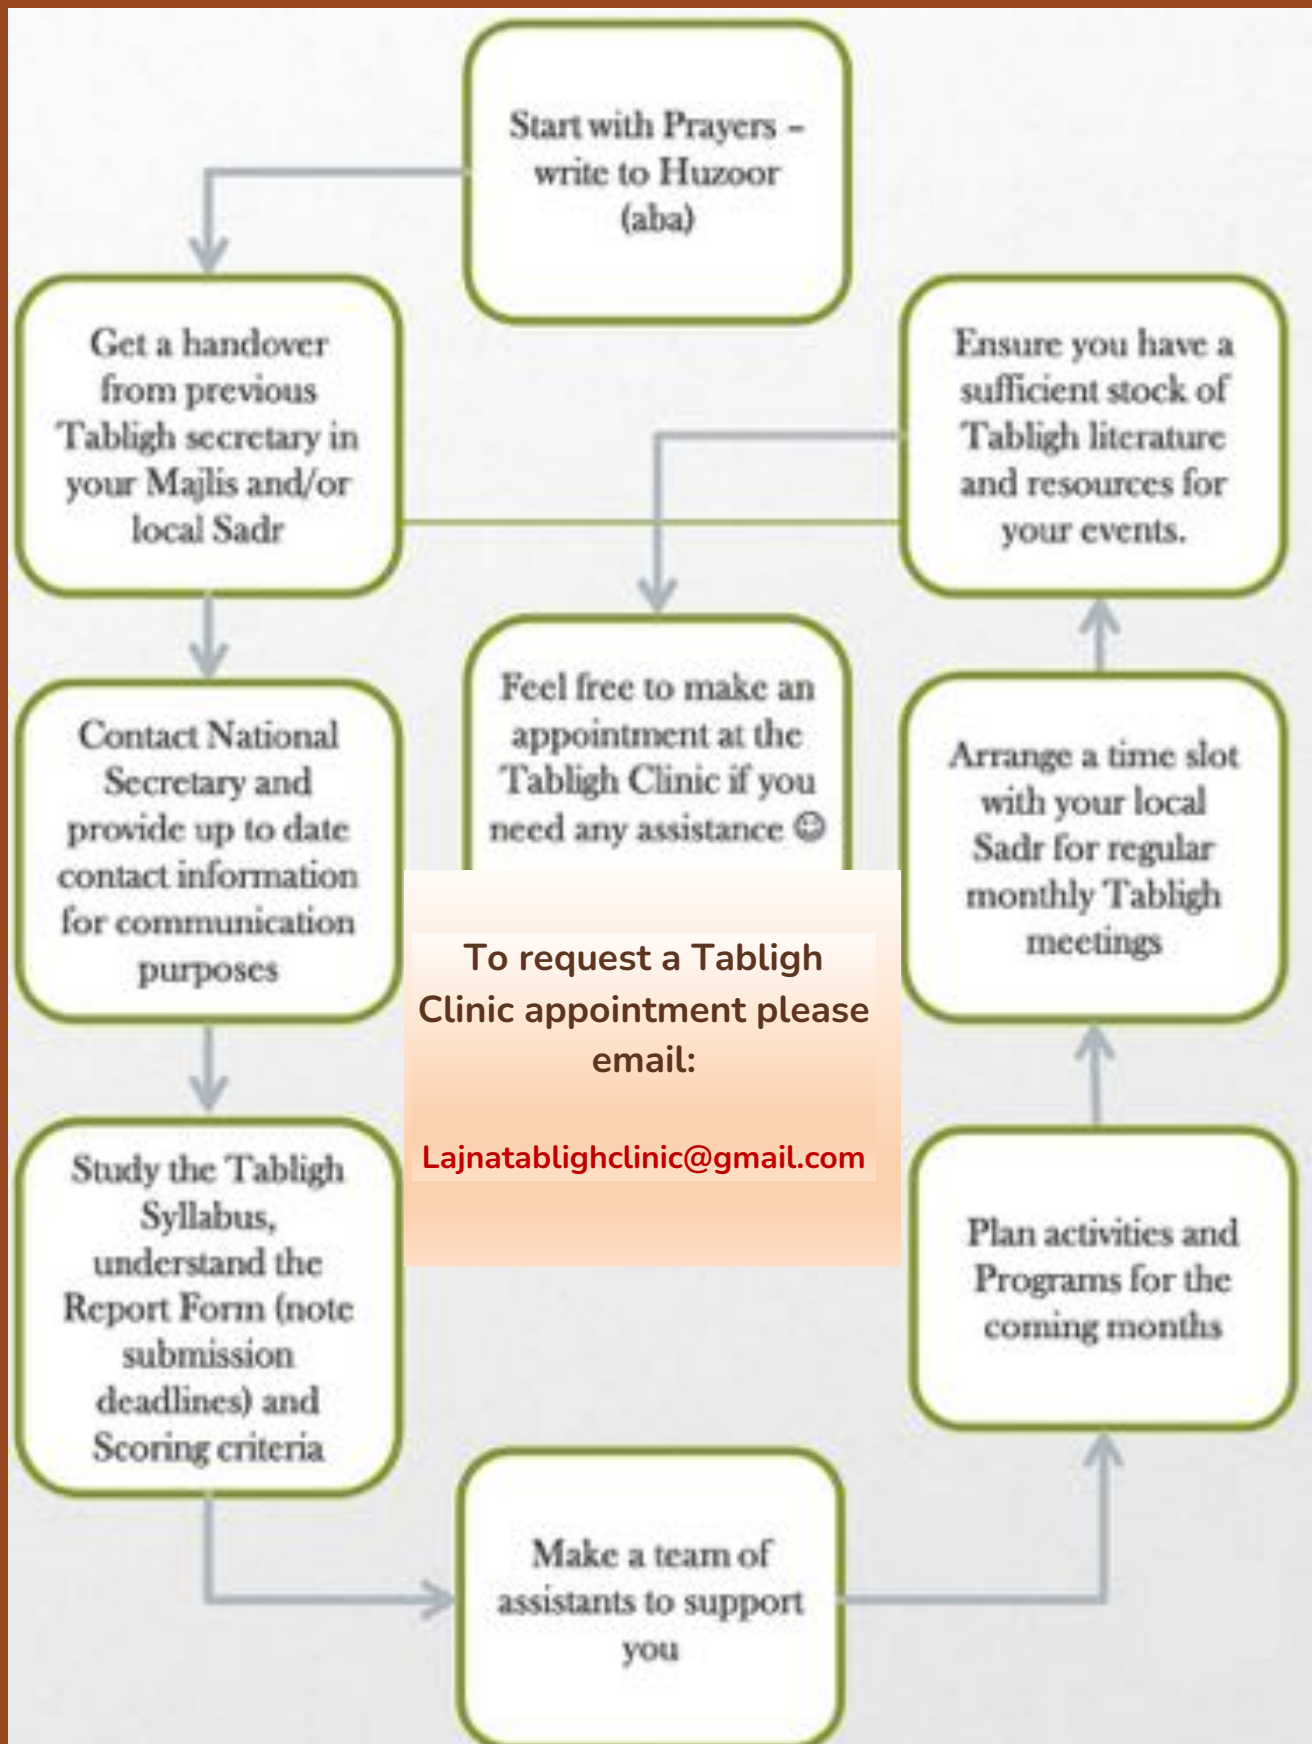 Start with Prayers –
write to Huzoor
(aba)
Get a handover
from previous
Tabligh secretary in
your Majlis and/or
local Sadr
Contact National
Secretary and
provide up to date
contact information
for communication
purposes
Study the Tabligh
Syllabus,
understand the
Report Form (note
submission
deadlines) and
Scoring criteria
Make a team of
assistants to support
you
Plan activities and
Programs for the
coming months
Arrange a time slot
with your local
Sadr for regular
monthly Tabligh
meetings
Ensure you have a
sufficient stock of
Tabligh literature
and resources for
your events.
Feel free to make an
appointment at the
Tabligh Clinic if you
need any assistance ☺
To request a Tabligh
Clinic appointment please
email:
Lajnatablighclinic@gmail.com